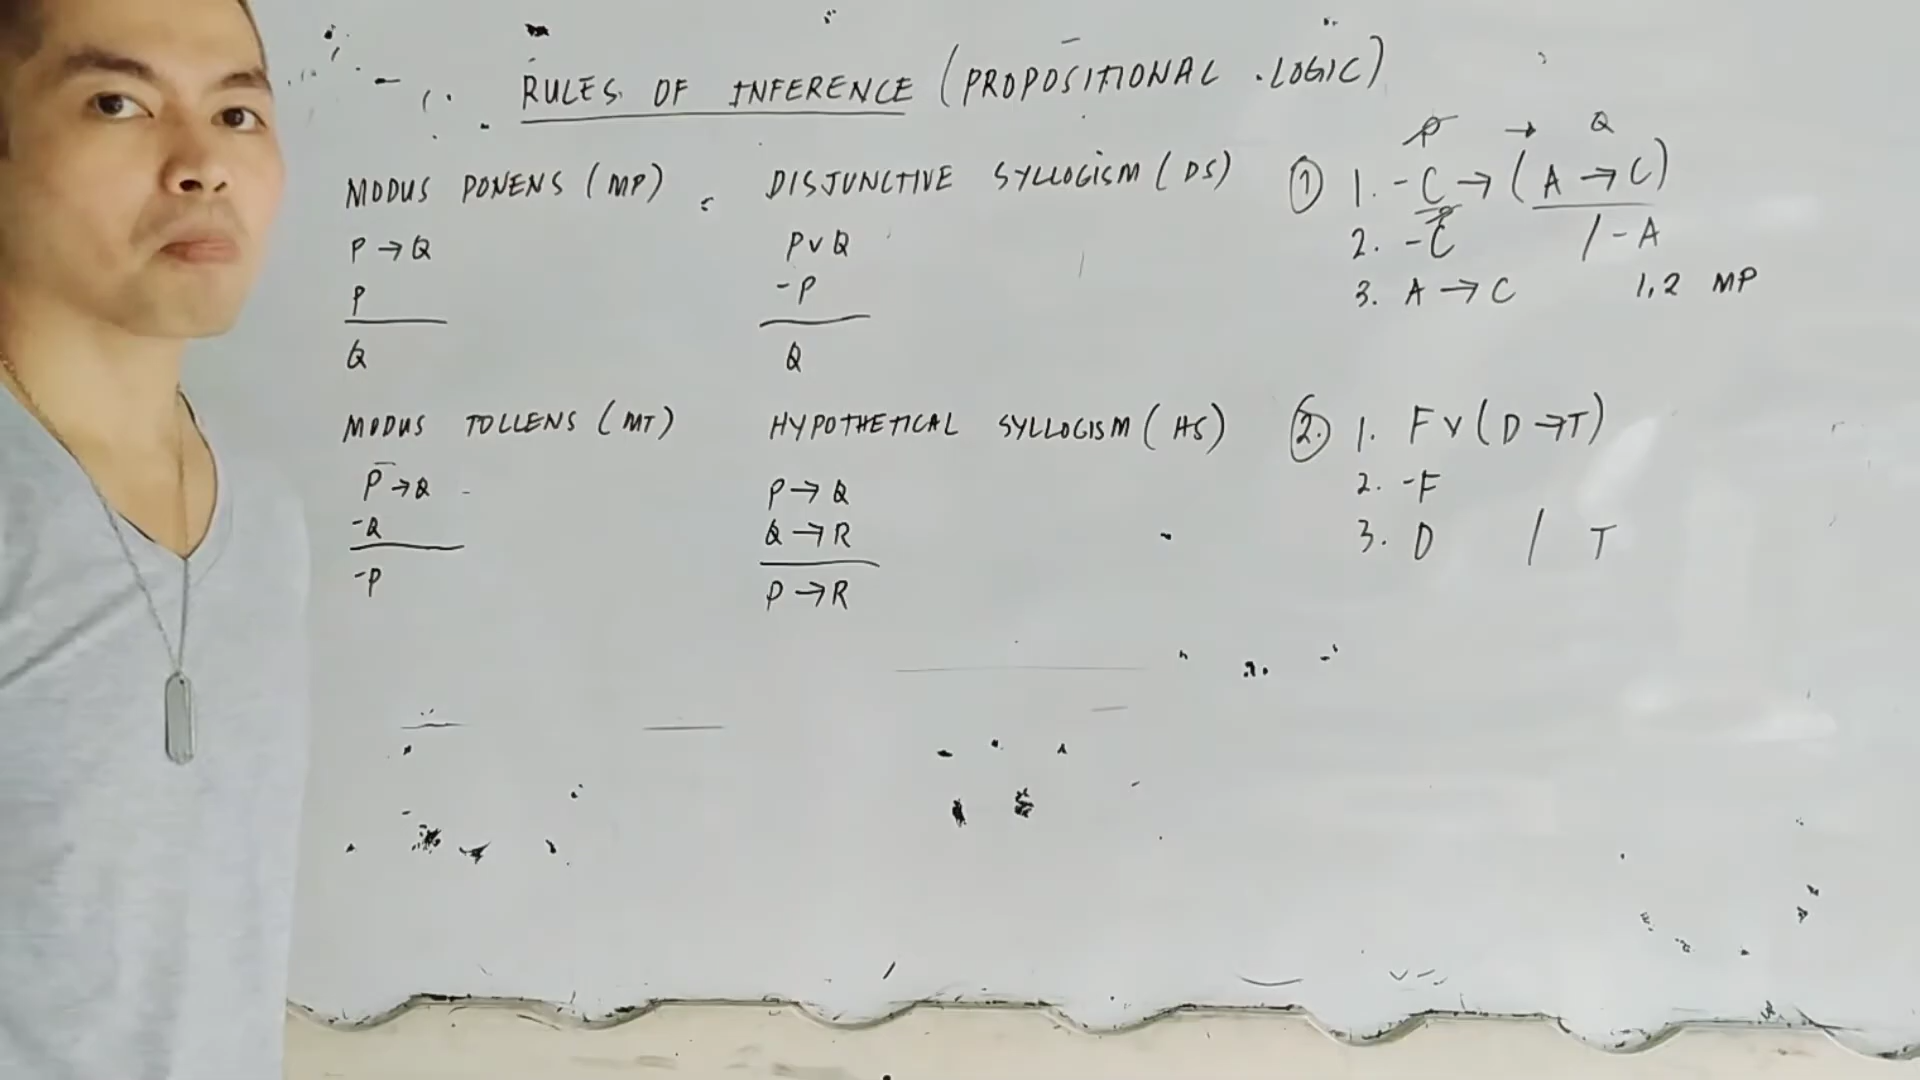 RULES OF INFERENCE (PROPOSITIONAL LOGIC)
MODUS PONENS (MP)
P → Q
P
Q
DISJUNCTIVE SYLLOGISM (DS)
P v Q
-P
Q
MODUS TOLLENS (MT)
P → Q
-Q
-P
HYPOTHETICAL SYLLOGISM (HS)
P → Q
Q → R
P → R
P → Q
① 1. -C → (A → C)
P
2. -C / -A
3. A → C 1,2 MP
②. 1. F v (D → T)
2. -F
3. D / T